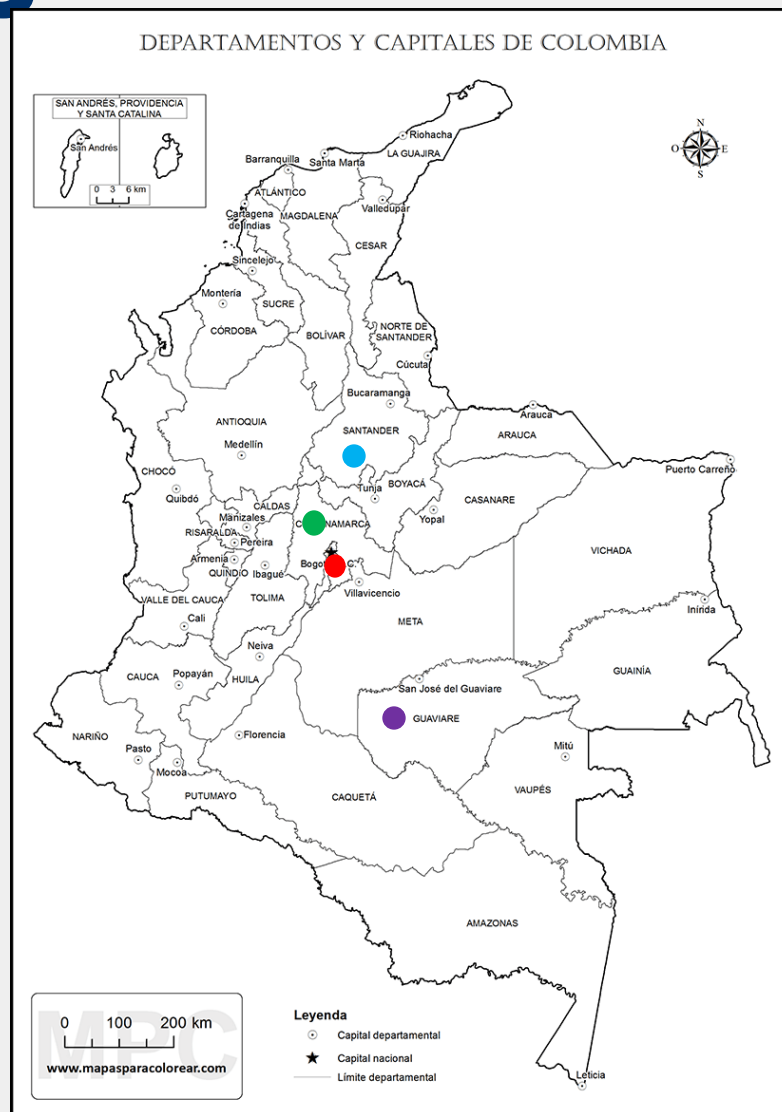 DEPARTAMENTOS Y CAPITALES DE COLOMBIA
SAN ANDRÉS, PROVIDENCIA
Y SANTA CATALINA
San Andrés
0 3 6 km
N
O E
S
Riohacha
LA GUAJIRA
Santa Marta
Barranquilla
ATLÁNTICO
MAGDALENA
Valledupar
Cartagena
de Indias
CESAR
Sincelejo
Montería
SUCRE
CÓRDOBA
BOLÍVAR
NORTE DE
SANTANDER
Cúcuta
Bucaramanga
ANTIOQUIA
SANTANDER
Arauca
ARAUCA
Medellín
CHOCÓ
Puerto Carreño
Quibdó
Tunja
BOYACÁ
CASANARE
CALDAS
Manizales
Yopal
RISARALDA
Pereira
VICHADA
Armenia
QUINDÍO
Ibagué
Villavicencio
VALLE DEL CAUCA
TOLIMA
Inírida
Cali
META
Neiva
GUAINÍA
CAUCA
Popayán
HUILA
San José del Guaviare
GUAVIARE
NARIÑO
Florencia
Pasto
Mocoa
Mitú
PUTUMAYO
CAQUETÁ
VAUPÉS
AMAZONAS
Leticia
MPC
0 100 200 km
www.mapasparacolorear.com
Leyenda
Capital departamental
Capital nacional
Límite departamental